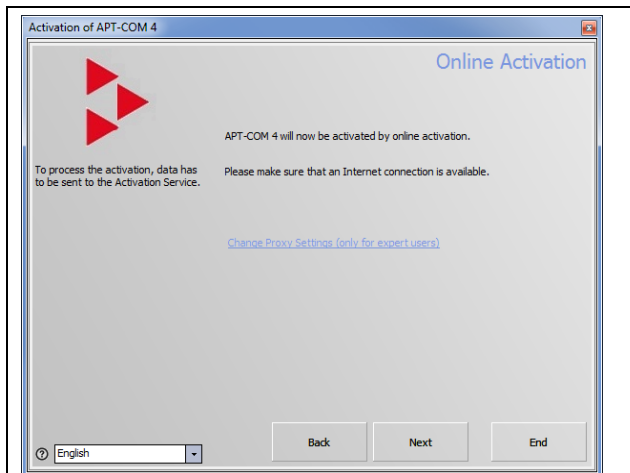 Activation of APT-COM 4
Online Activation
APT-COM 4 will now be activated by online activation.
To process the activation, data has
to be sent to the Activation Service.
Please make sure that an Internet connection is available.
Change Proxy Settings (only for expert users)
Back
Next
End
English